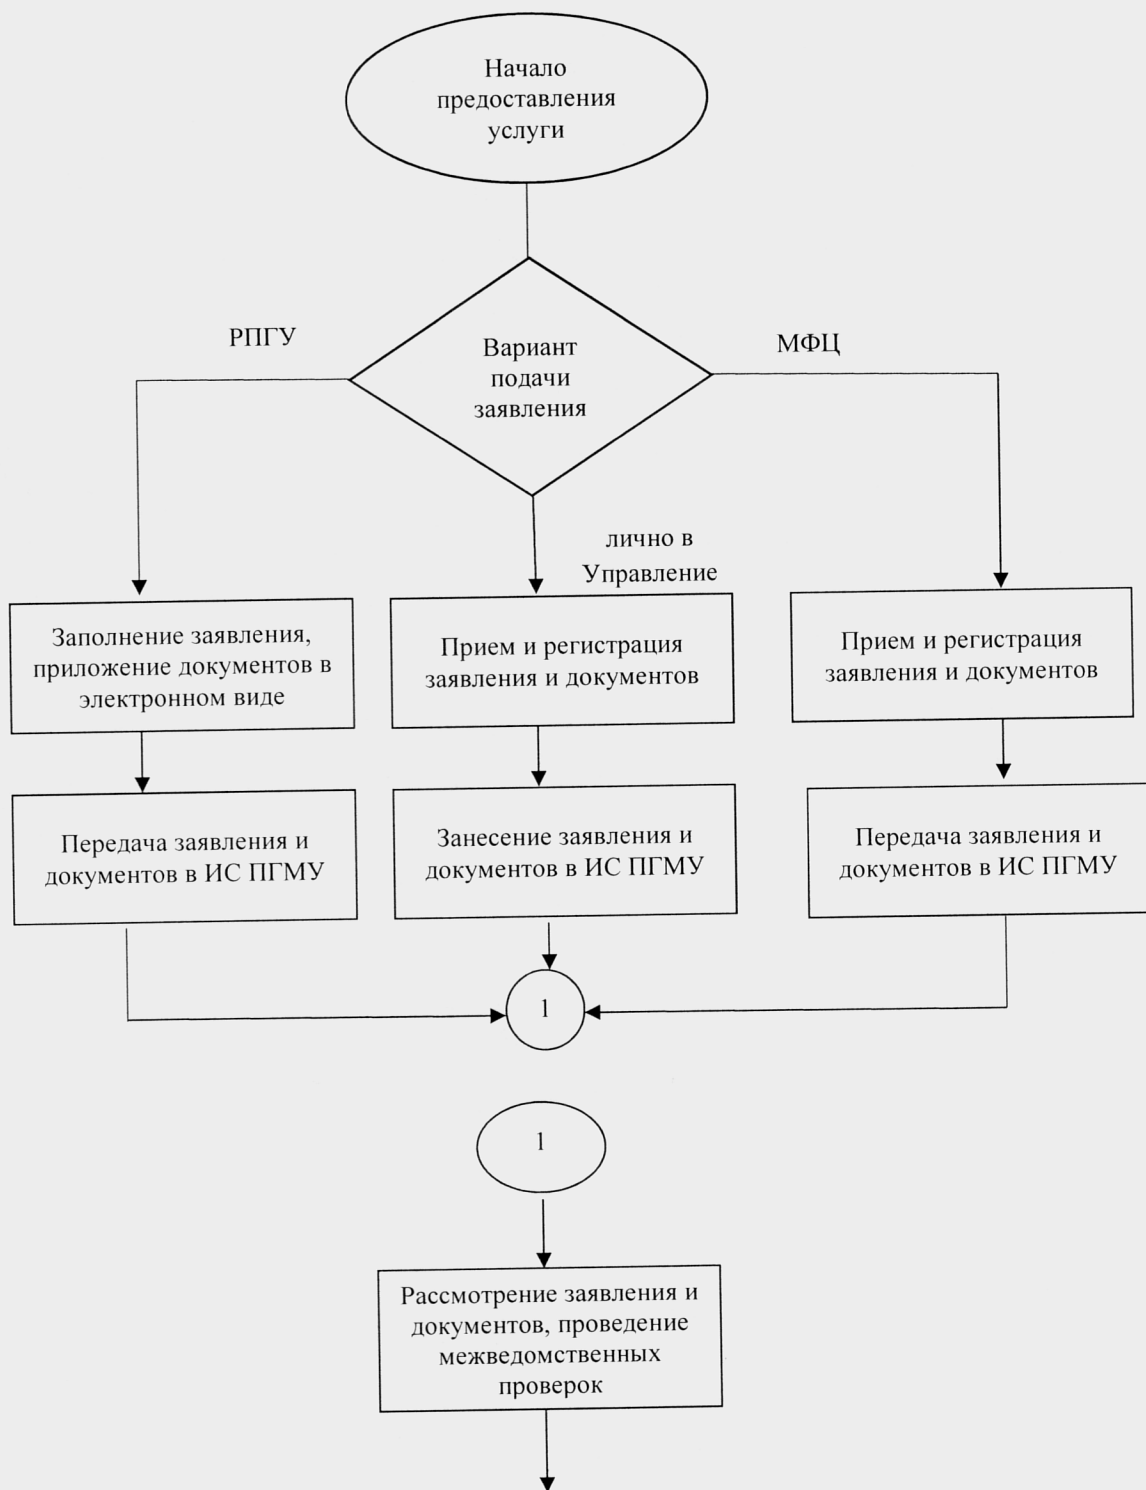 Начало
предоставления
услуги
РПГУ
МФЦ
Вариант
подачи
заявления
лично в
Управление
Заполнение заявления,
приложение документов в
электронном виде
Прием и регистрация
заявления и документов
Прием и регистрация
заявления и документов
Передача заявления и
документов в ИС ПГМУ
Занесение заявления и
документов в ИС ПГМУ
Передача заявления и
документов в ИС ПГМУ
1
1
Рассмотрение заявления и
документов, проведение
межведомственных
проверок